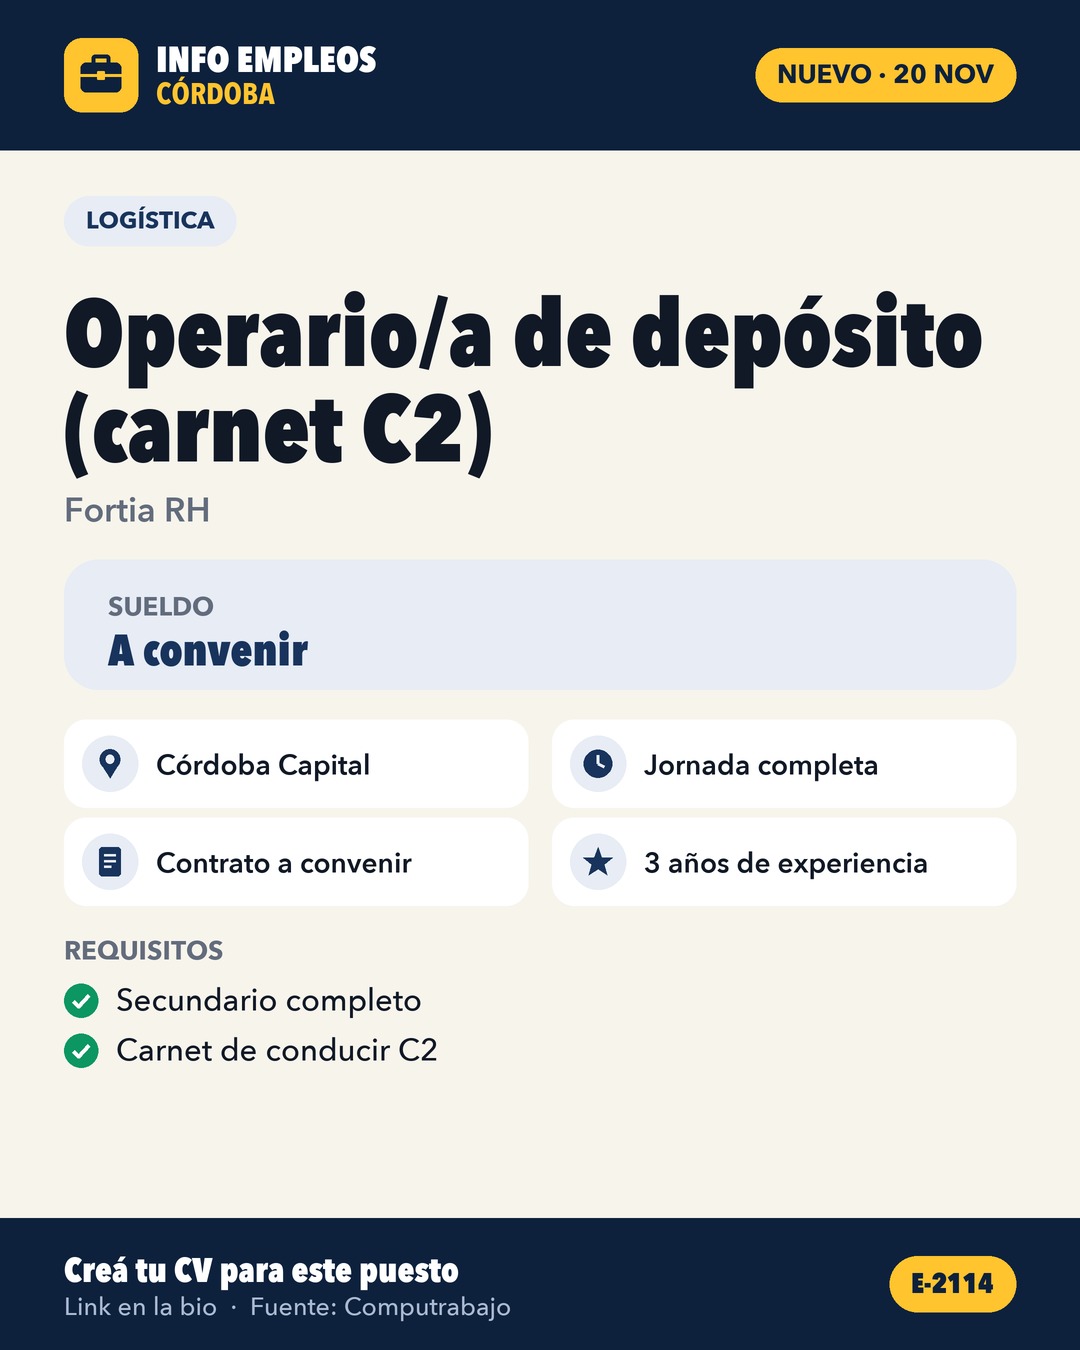 INFO EMPLEOS
CÓRDOBA
NUEVO · 20 NOV
LOGÍSTICA
Operario/a de depósito
(carnet C2)
Fortia RH
SUELDO
A convenir
Córdoba Capital
Jornada completa
Contrato a convenir
3 años de experiencia
REQUISITOS
Secundario completo
Carnet de conducir C2
Creá tu CV para este puesto
Link en la bio · Fuente: Computrabajo
E-2114